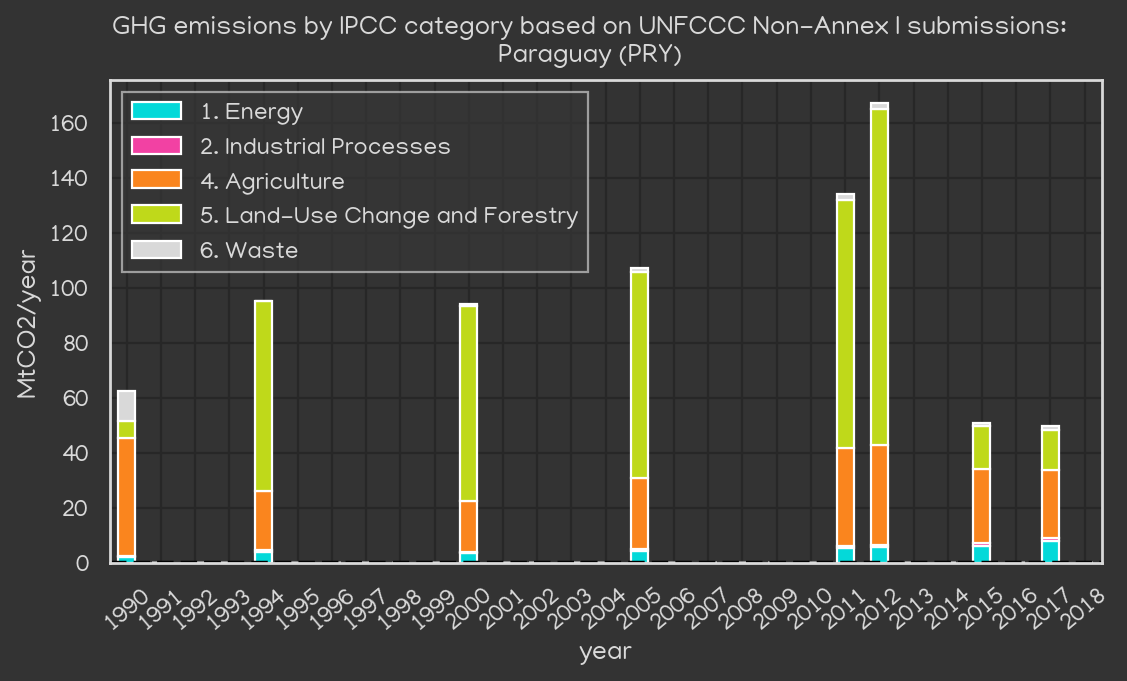 GHG emissions by IPCC category based on UNFCCC Non-Annex I submissions:
Paraguay (PRY)
1. Energy
2. Industrial Processes
4. Agriculture
5. Land-Use Change and Forestry
6. Waste
MtCO2/year
160
140
120
100
80
60
40
20
0
1990 1991 1992 1993 1994 1995 1996 1997 1998 1999 2000 2001 2002 2003 2004 2005 2006 2007 2008 2009 2010 2011 2012 2013 2014 2015 2016 2017 2018
year